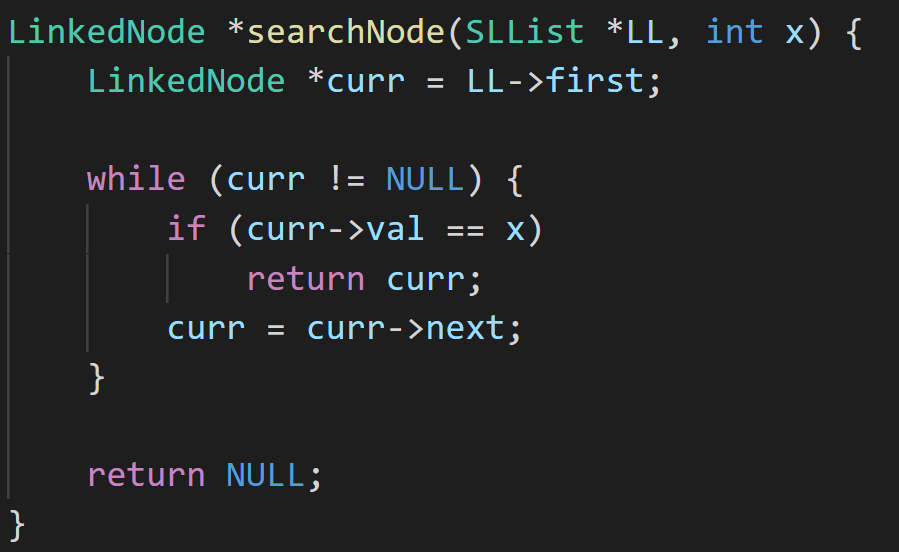 LinkedNode *searchNode(SLList *LL, int x) {
    LinkedNode *curr = LL->first;

    while (curr != NULL) {
        if (curr->val == x)
            return curr;
        curr = curr->next;
    }

    return NULL;
}